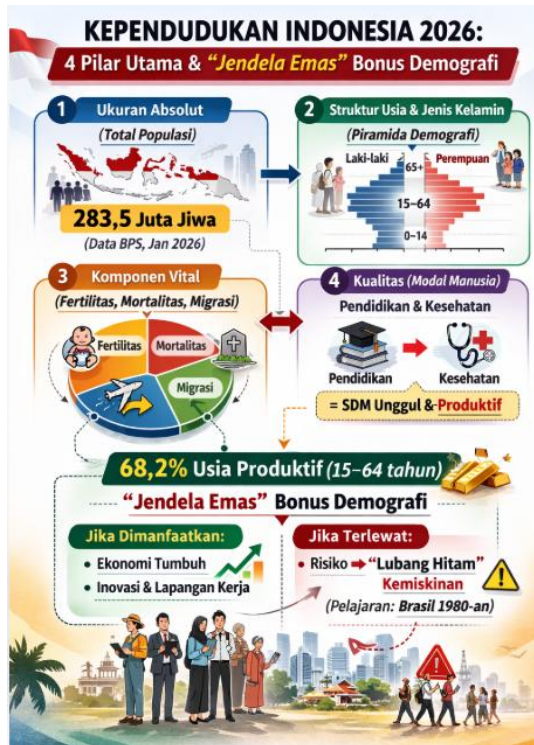 KEPENDUDUKAN INDONESIA 2026:
4 Pilar Utama & “Jendela Emas” Bonus Demografi
1 Ukuran Absolut
(Total Populasi)
283,5 Juta Jiwa
(Data BPS, Jan 2026)
2 Struktur Usia & Jenis Kelamin
(Piramida Demografi)
Laki-laki 65+ Perempuan
15–64
0–14
3 Komponen Vital
(Fertilitas, Mortalitas, Migrasi)
Fertilitas Mortalitas
Migrasi
4 Kualitas (Modal Manusia)
Pendidikan & Kesehatan
Pendidikan Kesehatan
= SDM Unggul & Produktif
68,2% Usia Produktif (15–64 tahun)
“Jendela Emas” Bonus Demografi
Jika Dimanfaatkan:
• Ekonomi Tumbuh
• Inovasi & Lapangan Kerja
Jika Terlewat:
• Risiko ➡ “Lubang Hitam”
Kemiskinan
(Pelajaran: Brasil 1980-an)